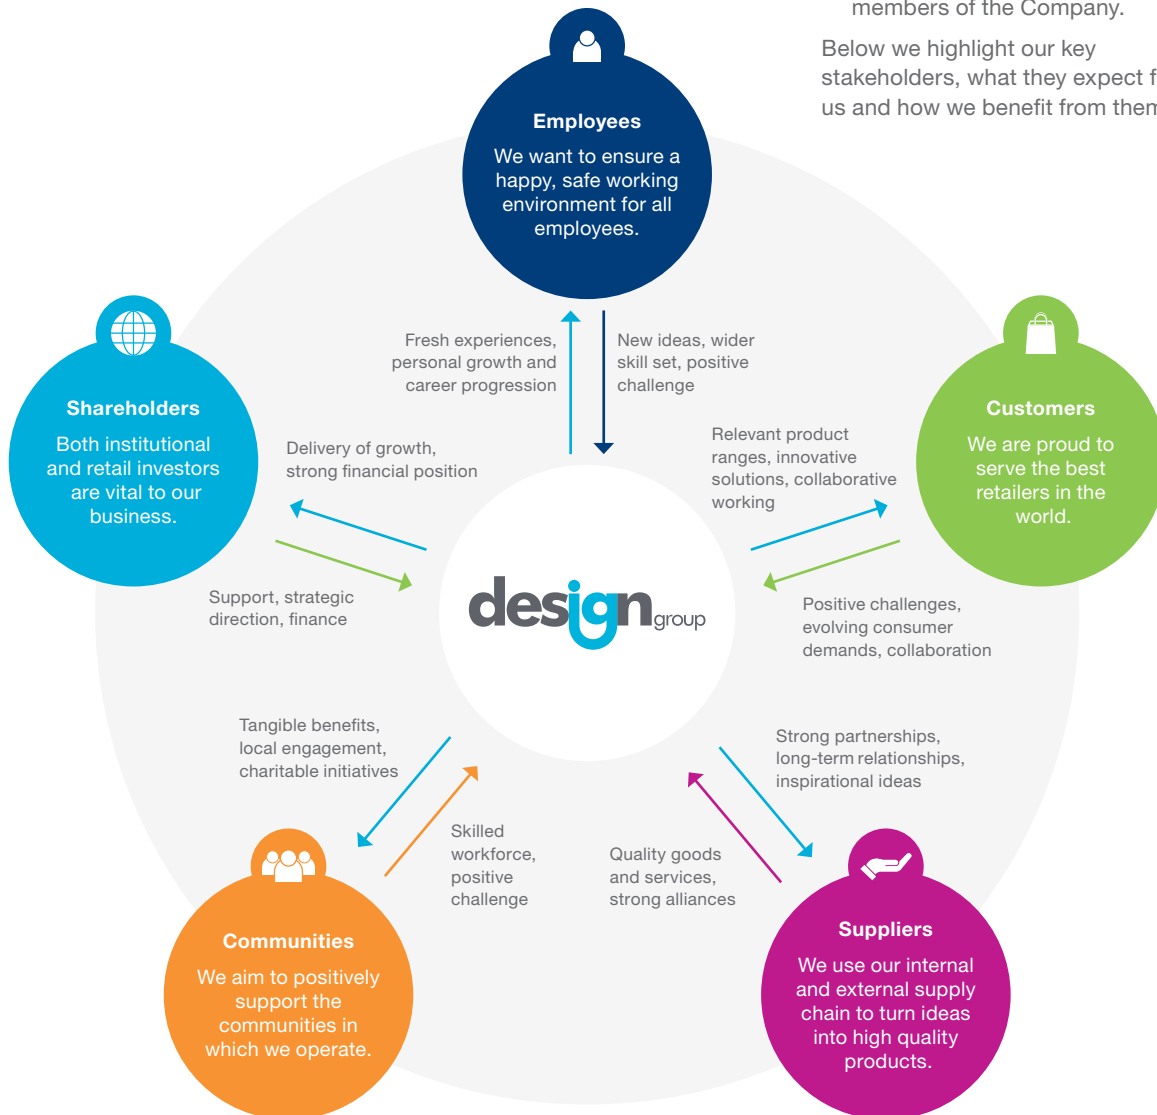 members of the Company.
Below we highlight our key
stakeholders, what they expect f
us and how we benefit from them
Employees
We want to ensure a
happy, safe working
environment for all
employees.
Fresh experiences,
personal growth and
career progression
New ideas, wider
skill set, positive
challenge
Shareholders
Both institutional
and retail investors
are vital to our
business.
Delivery of growth,
strong financial position
Support, strategic
direction, finance
Customers
We are proud to
serve the best
retailers in the
world.
Relevant product
ranges, innovative
solutions, collaborative
working
Positive challenges,
evolving consumer
demands, collaboration
design group
Tangible benefits,
local engagement,
charitable initiatives
Skilled
workforce,
positive
challenge
Communities
We aim to positively
support the
communities in
which we operate.
Strong partnerships,
long-term relationships,
inspirational ideas
Quality goods
and services,
strong alliances
Suppliers
We use our internal
and external supply
chain to turn ideas
into high quality
products.